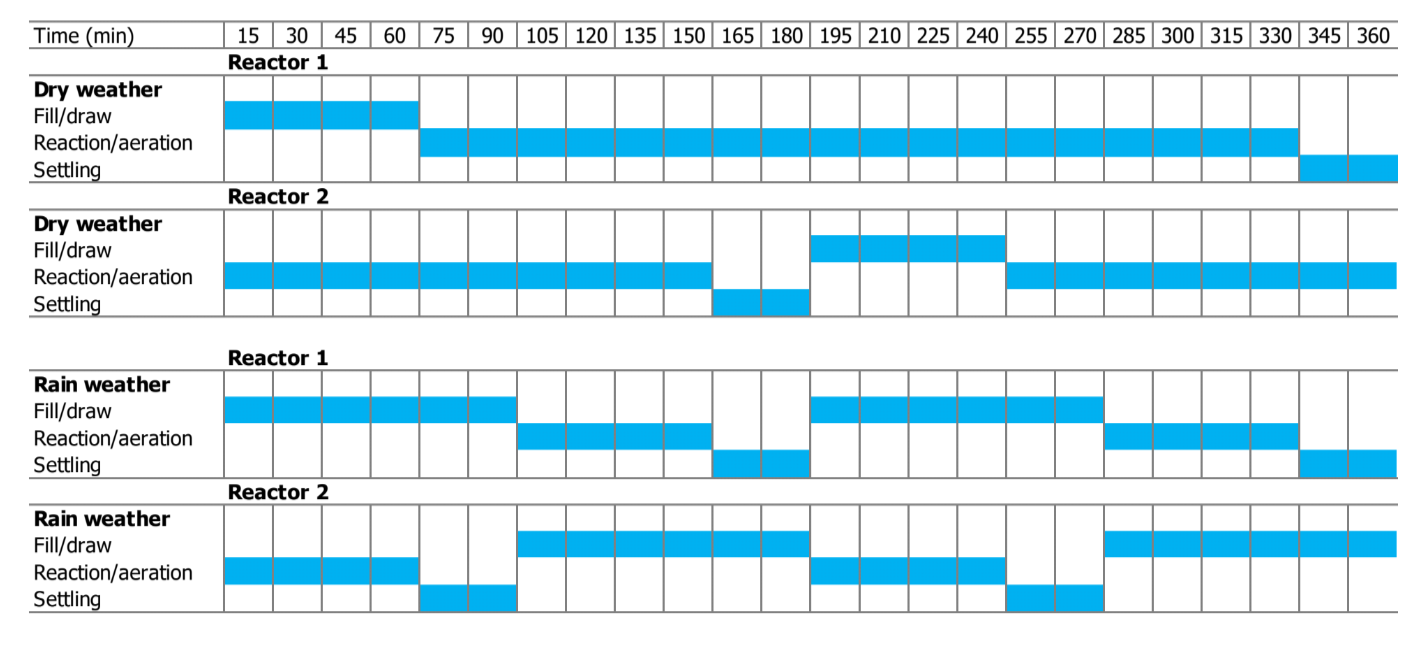 Time (min) 15 30 45 60 75 90 105 120 135 150 165 180 195 210 225 240 255 270 285 300 315 330 345 360
Reactor 1
Dry weather
Fill/draw
Reaction/aeration
Settling
Reactor 2
Dry weather
Fill/draw
Reaction/aeration
Settling
Reactor 1
Rain weather
Fill/draw
Reaction/aeration
Settling
Reactor 2
Rain weather
Fill/draw
Reaction/aeration
Settling